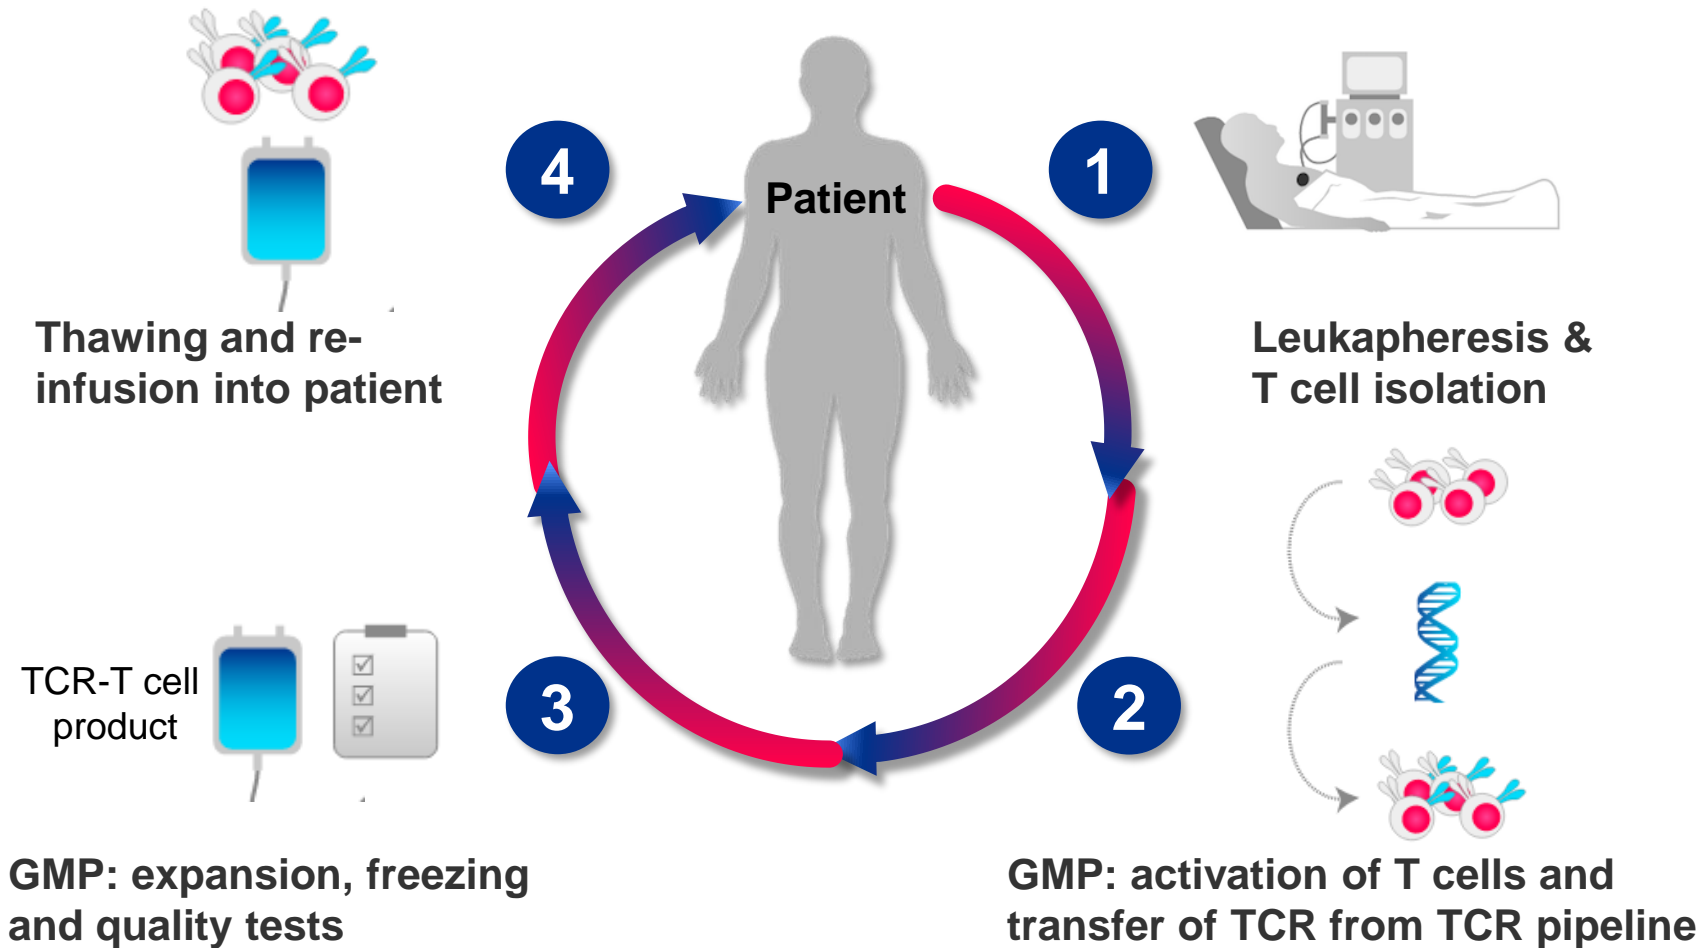 Patient
1
Leukapheresis &
T cell isolation
2
GMP: activation of T cells and
transfer of TCR from TCR pipeline
3
TCR-T cell
product
GMP: expansion, freezing
and quality tests
4
Thawing and re-
infusion into patient